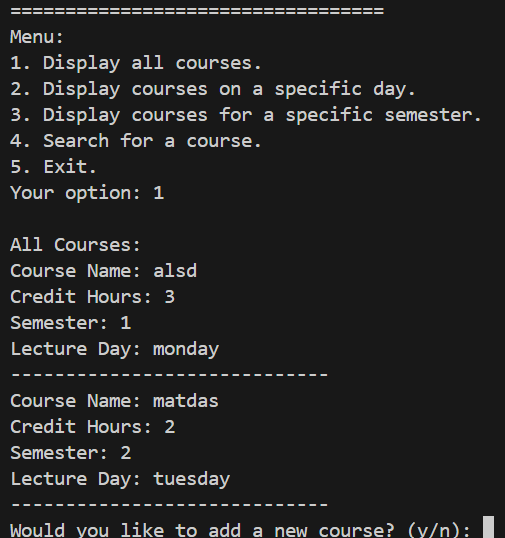 ==================================
Menu:
1. Display all courses.
2. Display courses on a specific day.
3. Display courses for a specific semester.
4. Search for a course.
5. Exit.
Your option: 1
All Courses:
Course Name: alsd
Credit Hours: 3
Semester: 1
Lecture Day: monday
-----------------------------
Course Name: matdas
Credit Hours: 2
Semester: 2
Lecture Day: tuesday
-----------------------------
Would you like to add a new course? (y/n):